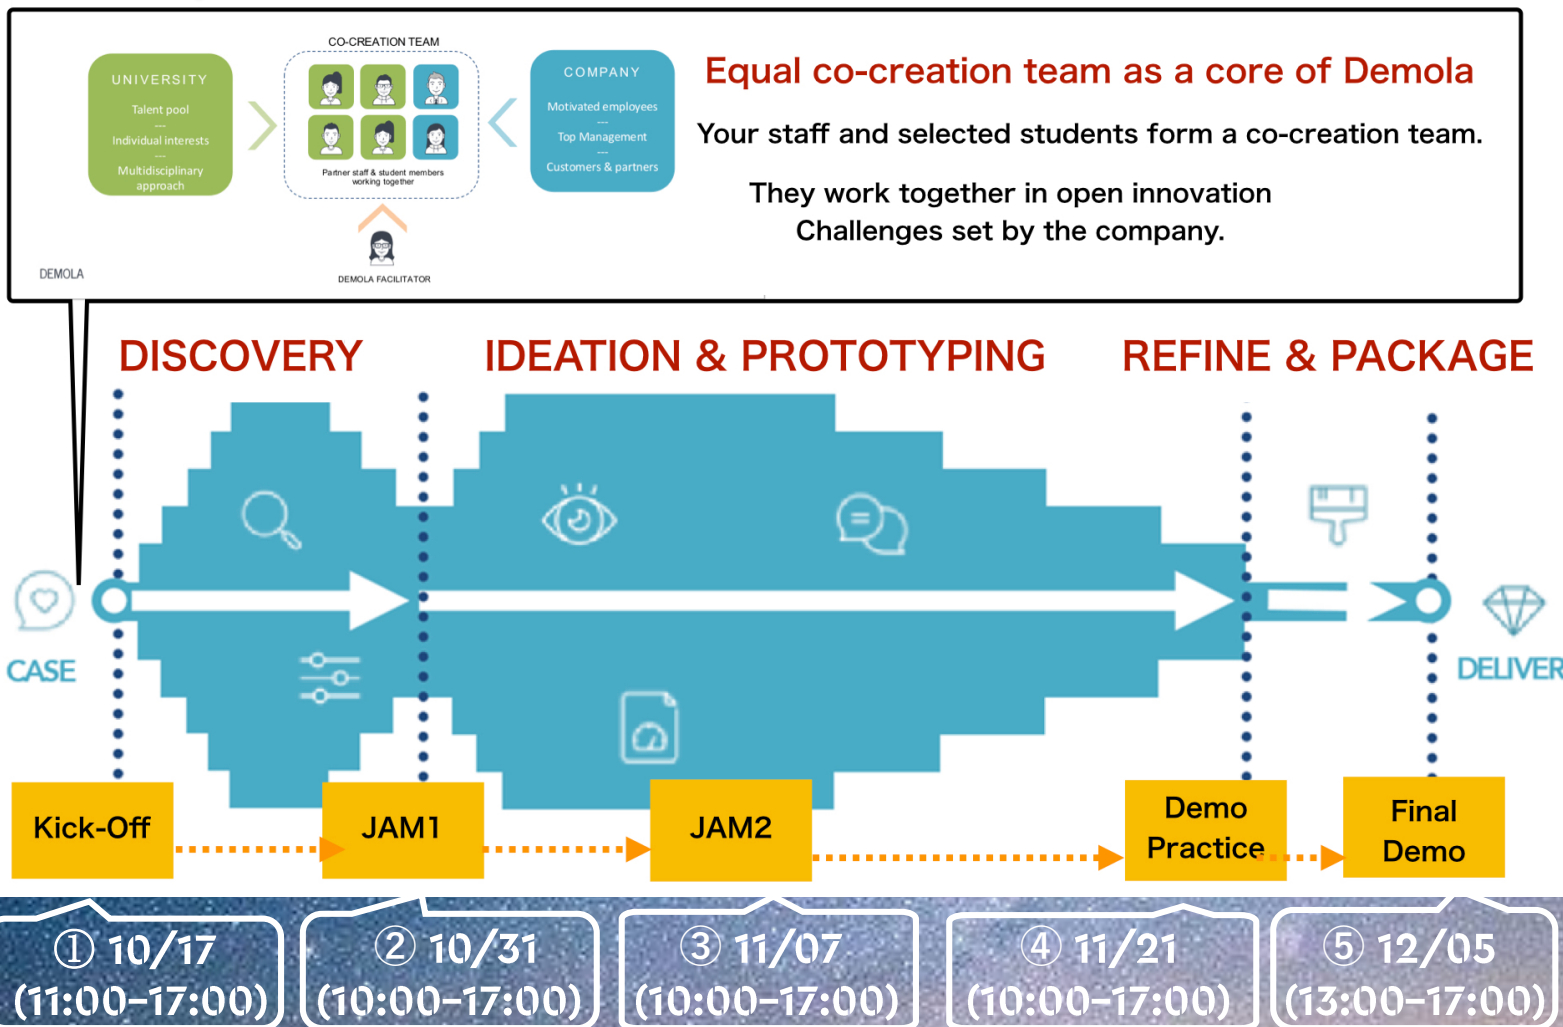 CO-CREATION TEAM
UNIVERSITY
Talent pool
---
Individual interests
---
Multidisciplinary
approach
Partner staff & student members
working together
COMPANY
Motivated employees
---
Top Management
---
Customers & partners
DEMOLA FACILITATOR
DEMOLA
Equal co-creation team as a core of Demola
Your staff and selected students form a co-creation team.
They work together in open innovation
Challenges set by the company.
DISCOVERY
IDEATION & PROTOTYPING
REFINE & PACKAGE
CASE
DELIVER
Kick-Off
JAM1
JAM2
Demo
Practice
Final
Demo
① 10/17
(11:00-17:00)
② 10/31
(10:00-17:00)
③ 11/07
(10:00-17:00)
④ 11/21
(10:00-17:00)
⑤ 12/05
(13:00-17:00)